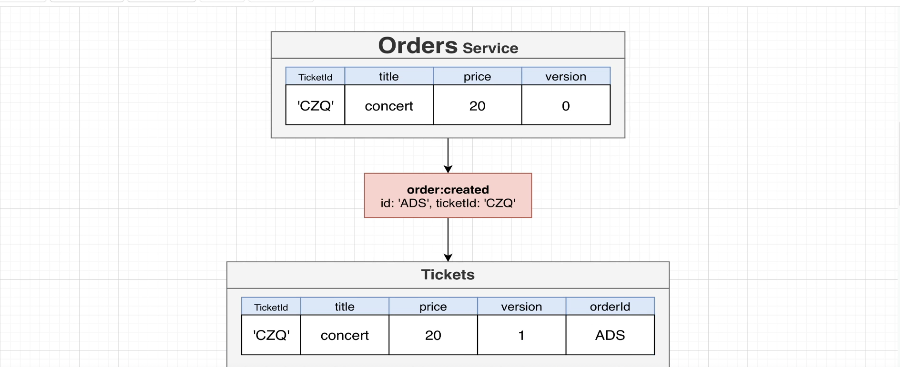 Orders Service
TicketId title price version
'CZQ' concert 20 0
order:created
id: 'ADS', ticketId: 'CZQ'
Tickets
TicketId title price version orderId
'CZQ' concert 20 1 ADS